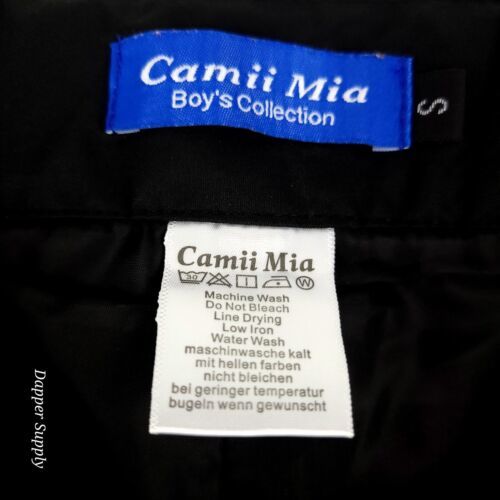 Camii Mia
Boy's Collection
S
Camii Mia
30 W
Machine Wash
Do Not Bleach
Line Drying
Low Iron
Water Wash
maschinwasche kalt
mit hellen farben
nicht bleichen
bei geringer temperatur
bugeln wenn gewunscht
Dapper Supply